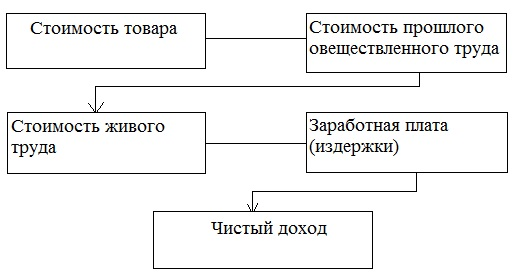 Стоимость товара
Стоимость прошлого
овеществленного труда
Стоимость живого
труда
Заработная плата
(издержки)
Чистый доход